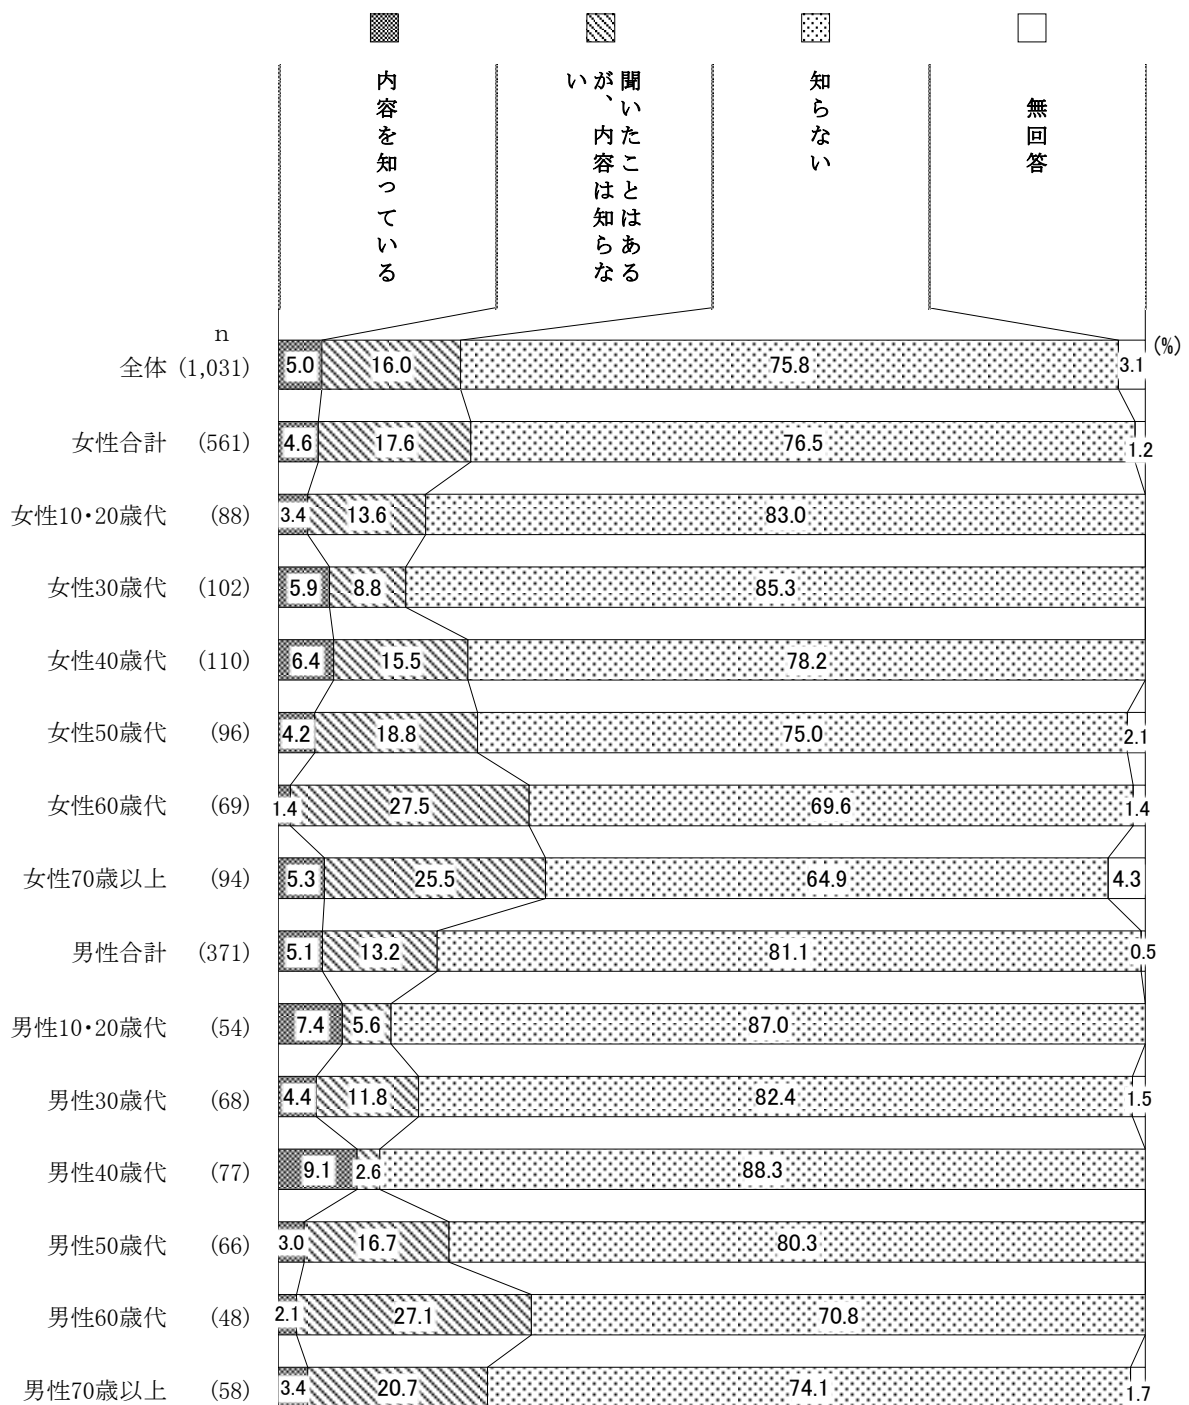 内容を知っている
聞いたことはある
が、内容は知らな
い
知らない
無回答
n
(%)
全体 (1,031) 5.0 16.0 75.8 3.1
女性合計 (561) 4.6 17.6 76.5 1.2
女性10・20歳代 (88) 3.4 13.6 83.0
女性30歳代 (102) 5.9 8.8 85.3
女性40歳代 (110) 6.4 15.5 78.2
女性50歳代 (96) 4.2 18.8 75.0 2.1
女性60歳代 (69) 1.4 27.5 69.6 1.4
女性70歳以上 (94) 5.3 25.5 64.9 4.3
男性合計 (371) 5.1 13.2 81.1 0.5
男性10・20歳代 (54) 7.4 5.6 87.0
男性30歳代 (68) 4.4 11.8 82.4 1.5
男性40歳代 (77) 9.1 2.6 88.3
男性50歳代 (66) 3.0 16.7 80.3
男性60歳代 (48) 2.1 27.1 70.8
男性70歳以上 (58) 3.4 20.7 74.1 1.7